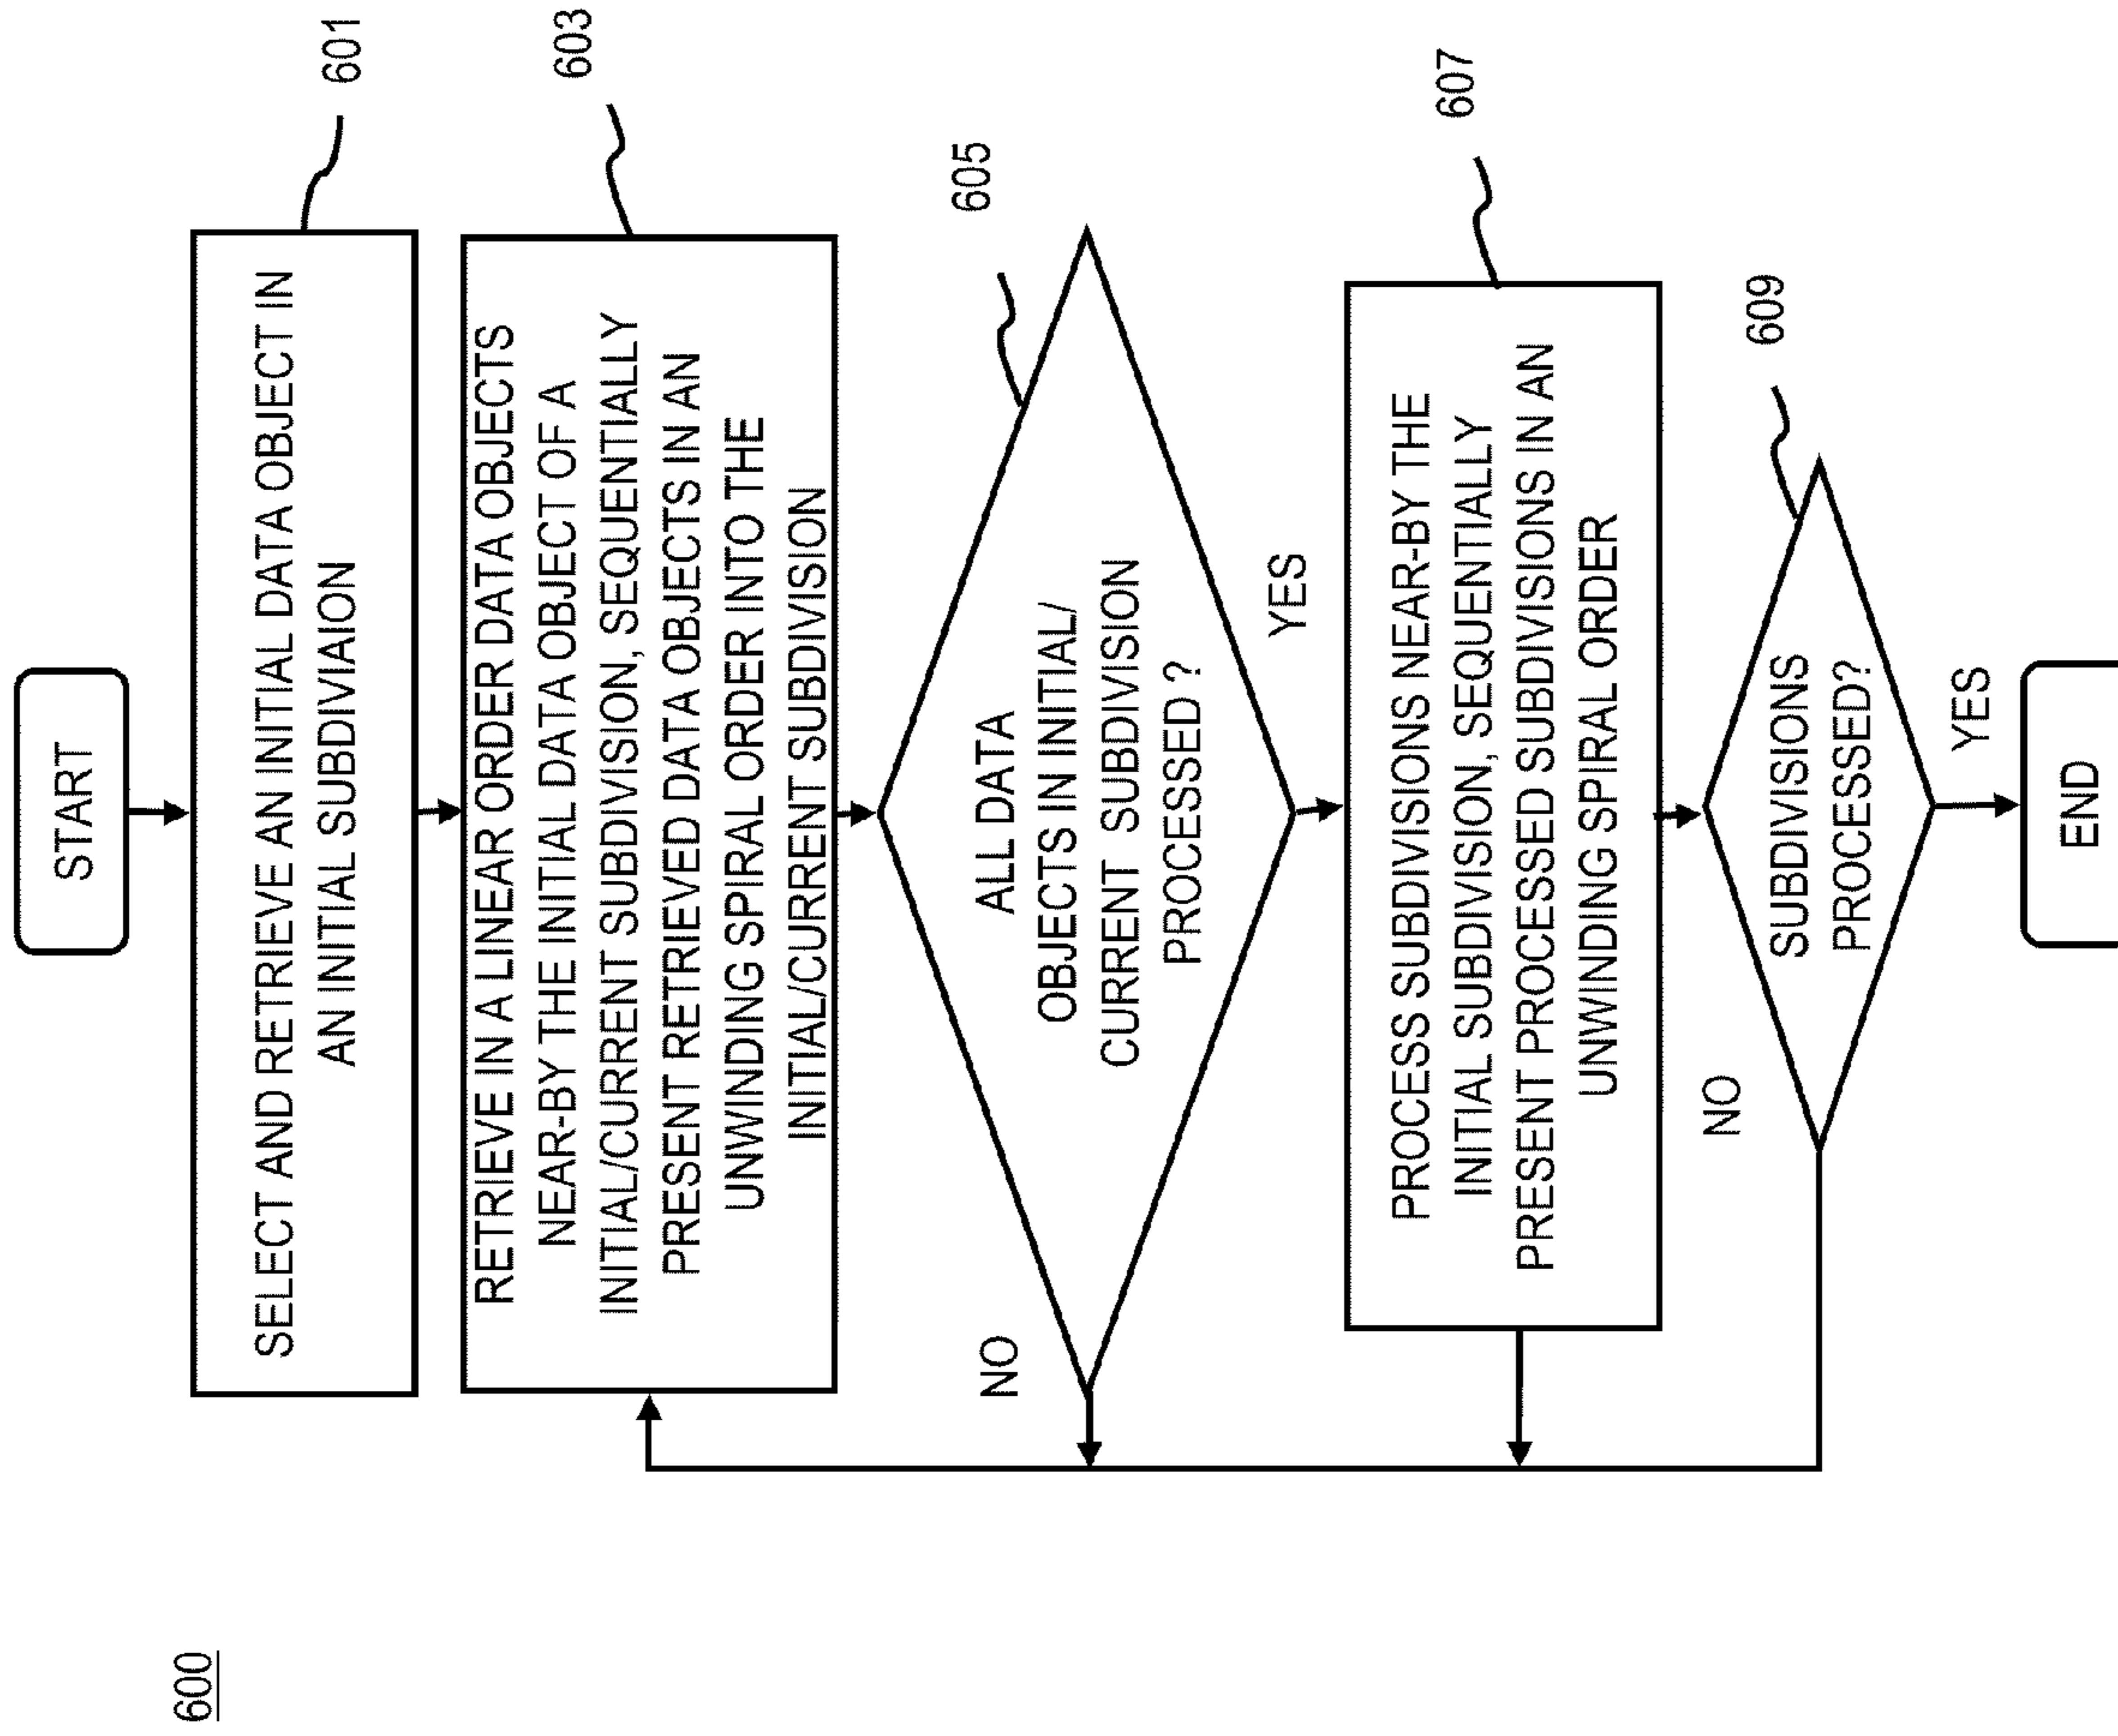 600
START
SELECT AND RETRIEVE AN INITIAL DATA OBJECT IN
AN INITIAL SUBDIVIAION
601
RETRIEVE IN A LINEAR ORDER DATA OBJECTS
NEAR-BY THE INITIAL DATA OBJECT OF A
INITIAL/CURRENT SUBDIVISION, SEQUENTIALLY
PRESENT RETRIEVED DATA OBJECTS IN AN
UNWINDING SPIRAL ORDER INTO THE
INITIAL/CURRENT SUBDIVISION
603
ALL DATA
OBJECTS IN INITIAL/
CURRENT SUBDIVISION
PROCESSED ?
605
NO
YES
PROCESS SUBDIVISIONS NEAR-BY THE
INITIAL SUBDIVISION, SEQUENTIALLY
PRESENT PROCESSED SUBDIVISIONS IN AN
UNWINDING SPIRAL ORDER
607
SUBDIVISIONS
PROCESSED?
609
NO
YES
END